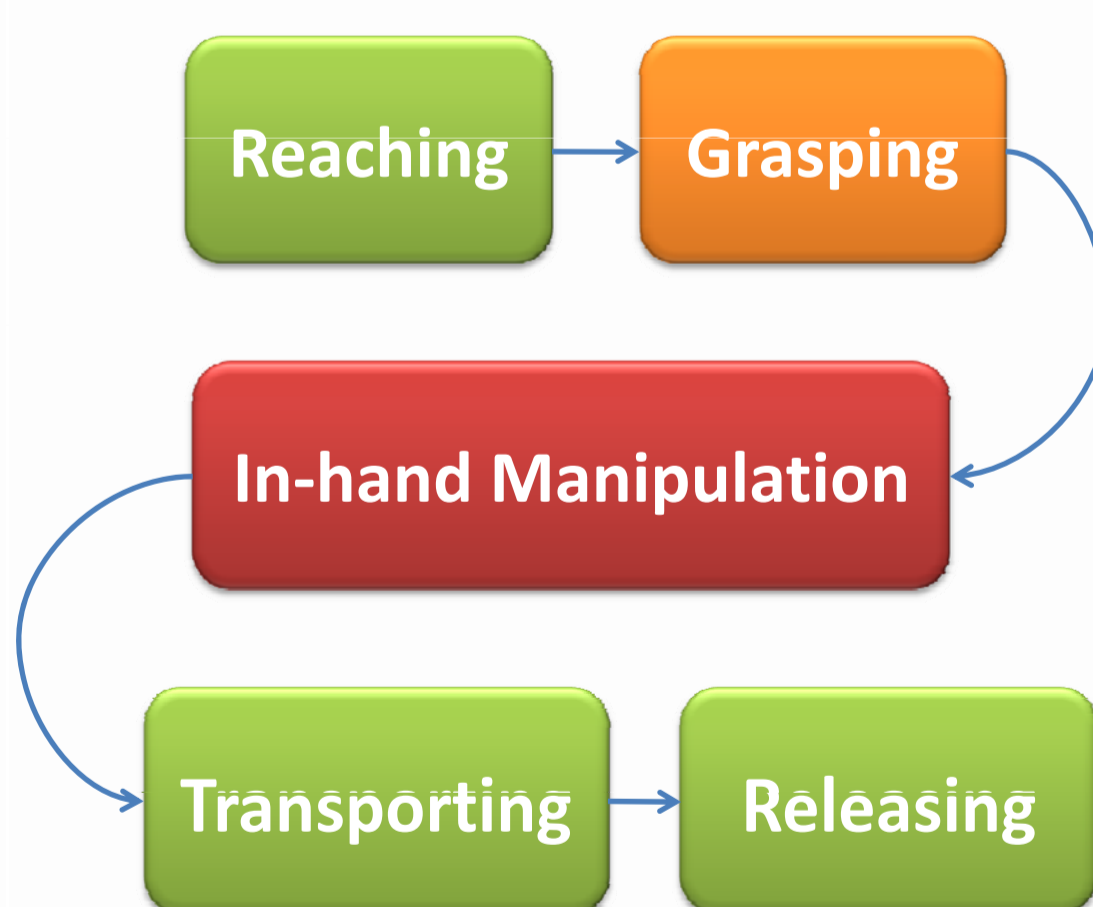 Reaching
Grasping
In-hand Manipulation
Transporting
Releasing